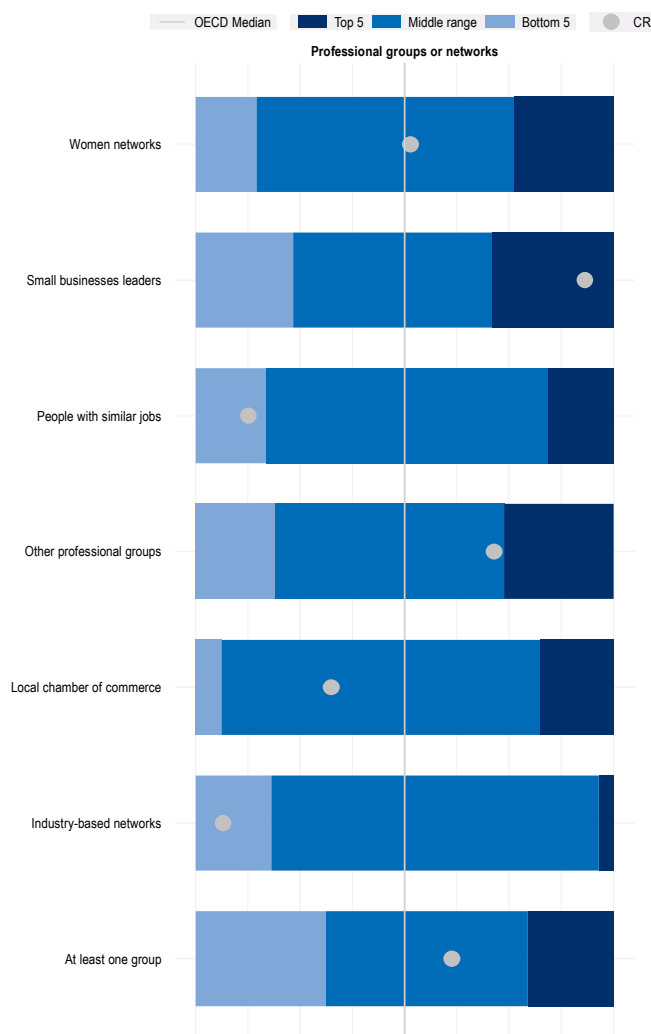 OECD Median Top 5 Middle range Bottom 5 CR
Professional groups or networks
Women networks
Small businesses leaders
People with similar jobs
Other professional groups
Local chamber of commerce
Industry-based networks
At least one group